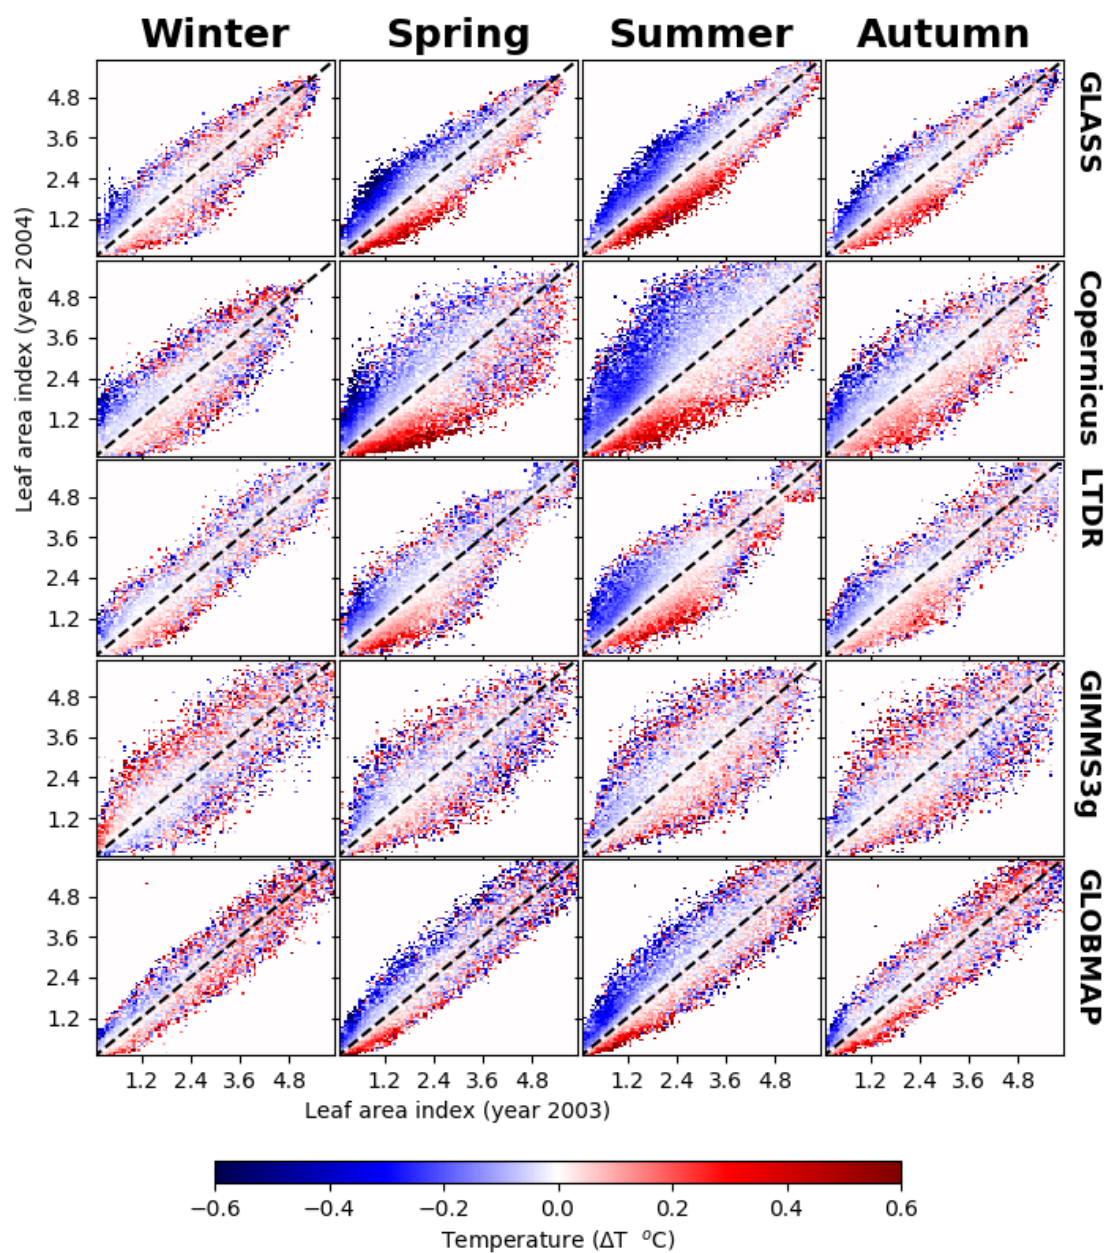 Winter Spring Summer Autumn
GLASS
4.8
3.6
2.4
1.2
Copernicus
4.8
3.6
2.4
1.2
Leaf area index (year 2004)
LTDR
4.8
3.6
2.4
1.2
GIMMS3g
4.8
3.6
2.4
1.2
GLOBMAP
4.8
3.6
2.4
1.2
1.2 2.4 3.6 4.8 1.2 2.4 3.6 4.8 1.2 2.4 3.6 4.8 1.2 2.4 3.6 4.8
Leaf area index (year 2003)
−0.6 −0.4 −0.2 0.0 0.2 0.4 0.6
Temperature (ΔT °C)